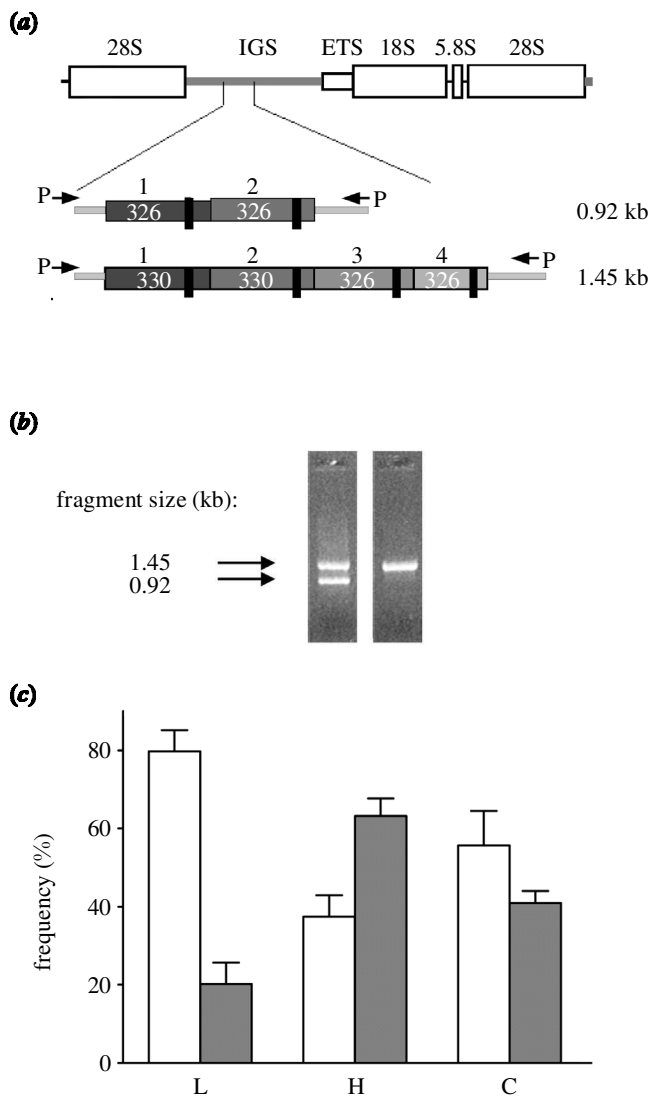 (a)
28S IGS ETS 18S 5.8S 28S
P 1 2 P
326 326 0.92 kb
P 1 2 3 4 P
330 330 326 326 1.45 kb
(b)
fragment size (kb):
1.45
0.92
(c)
80
60
40
20
0
frequency (%)
L H C